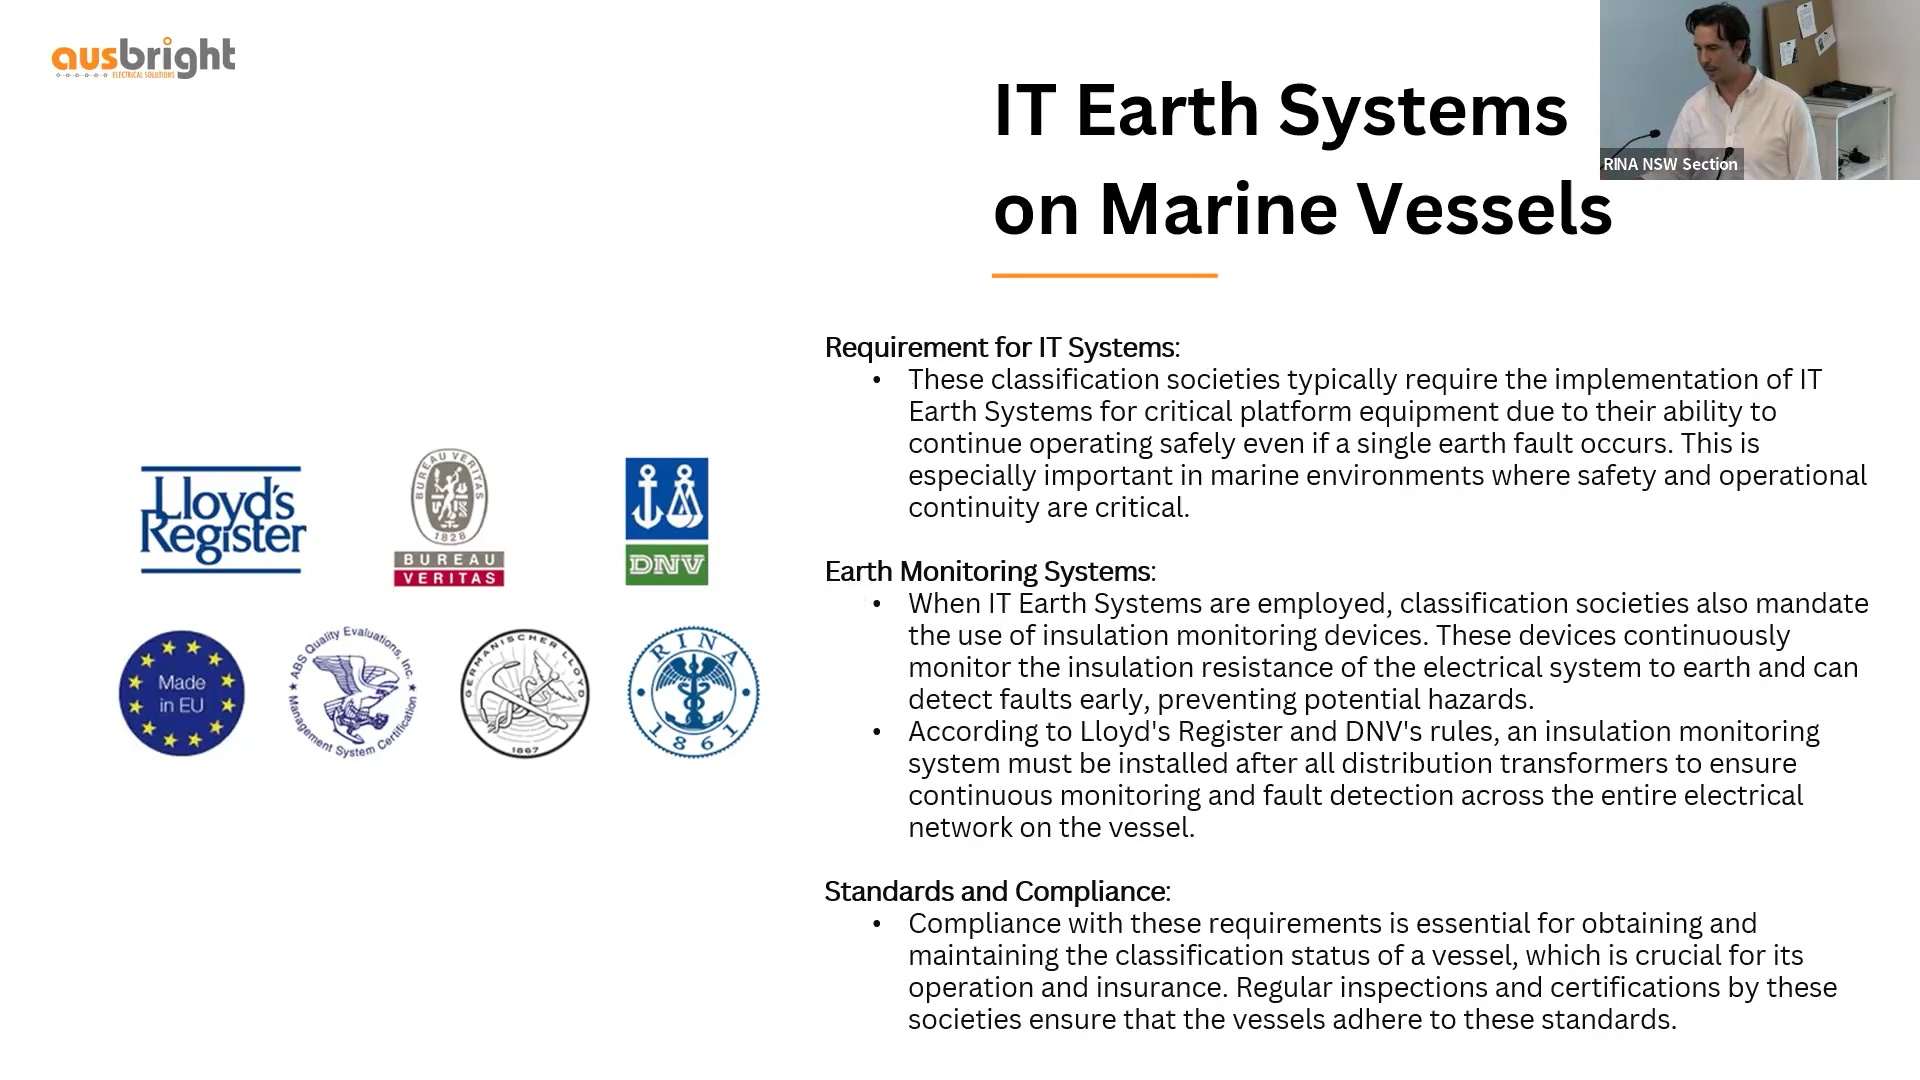 ausbright
ELECTRICAL SOLUTIONS
IT Earth Systems
on Marine Vessels
RINA NSW Section
Requirement for IT Systems:
• These classification societies typically require the implementation of IT
Earth Systems for critical platform equipment due to their ability to
continue operating safely even if a single earth fault occurs. This is
especially important in marine environments where safety and operational
continuity are critical.
Earth Monitoring Systems:
• When IT Earth Systems are employed, classification societies also mandate
the use of insulation monitoring devices. These devices continuously
monitor the insulation resistance of the electrical system to earth and can
detect faults early, preventing potential hazards.
• According to Lloyd's Register and DNV's rules, an insulation monitoring
system must be installed after all distribution transformers to ensure
continuous monitoring and fault detection across the entire electrical
network on the vessel.
Standards and Compliance:
• Compliance with these requirements is essential for obtaining and
maintaining the classification status of a vessel, which is crucial for its
operation and insurance. Regular inspections and certifications by these
societies ensure that the vessels adhere to these standards.
Lloyd's
Register
BUREAU VERITAS
1828
BUREAU
VERITAS
DNV
Made
in EU
ABS Quality Evaluations, Inc.
Management System Certification
GERMANISCHER LLOYD
1867
RINA
1861